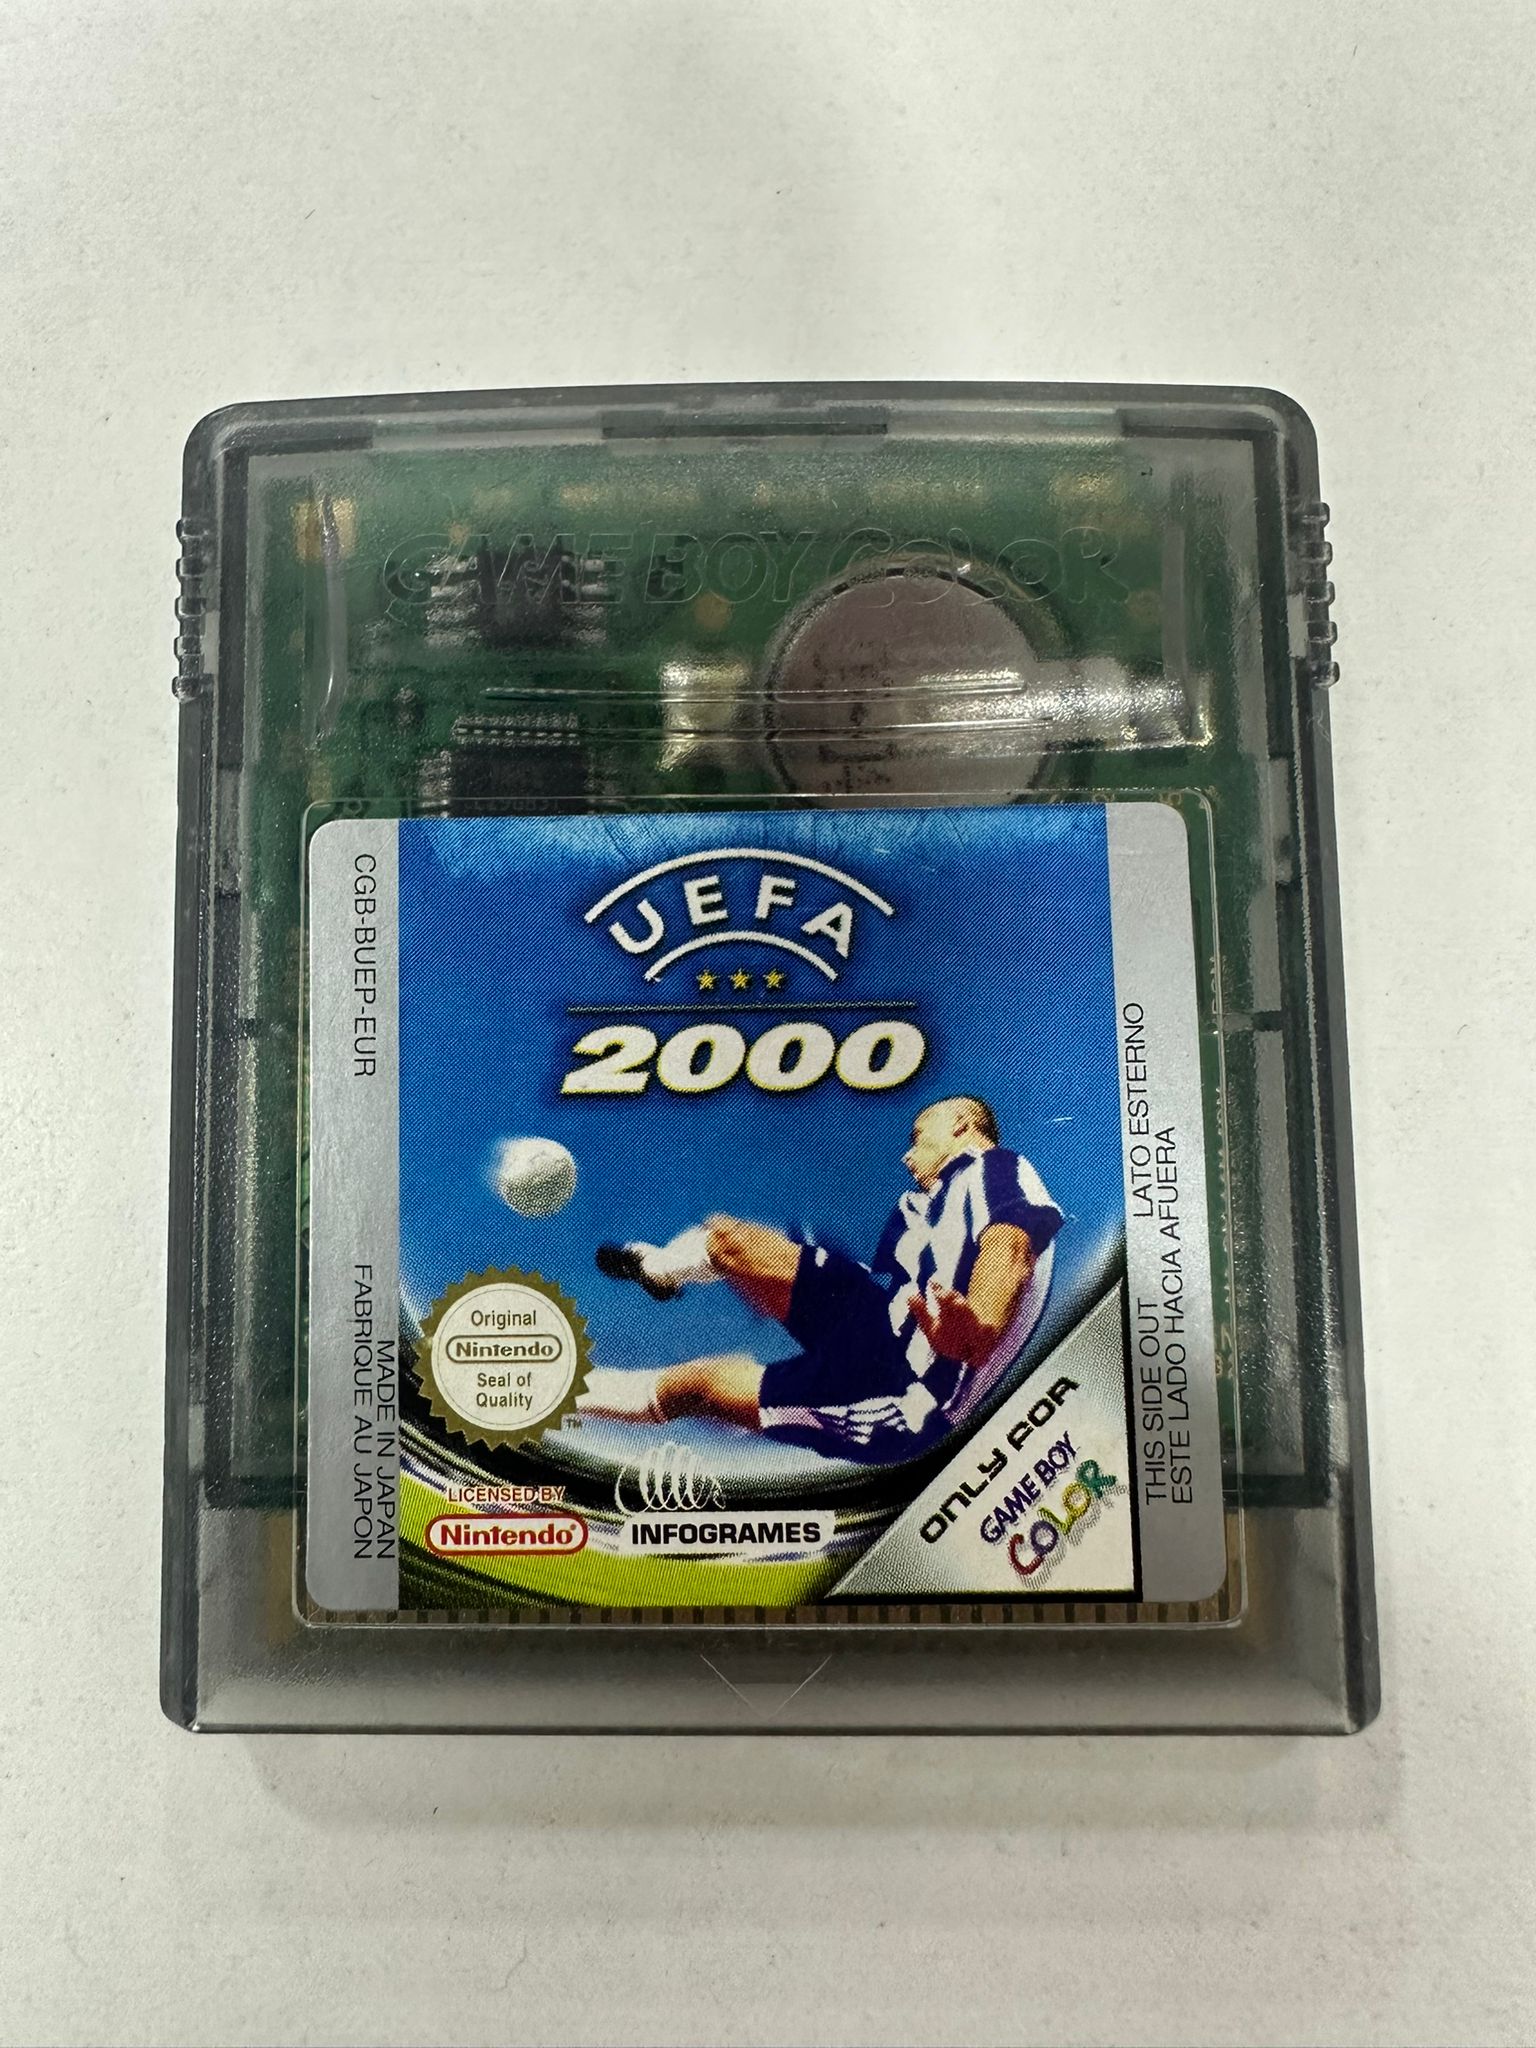 GAME BOY COLOR
UEFA
2000
CGB-BUEP-EUR
MADE IN JAPAN
FABRIQUE AU JAPON
Original
Nintendo
Seal of
Quality
TM
LICENSED BY
Nintendo®
INFOGRAMES
ONLY FOR
GAME BOY
COLOR
THIS SIDE OUT LATO ESTERNO
ESTE LADO HACIA AFUERA